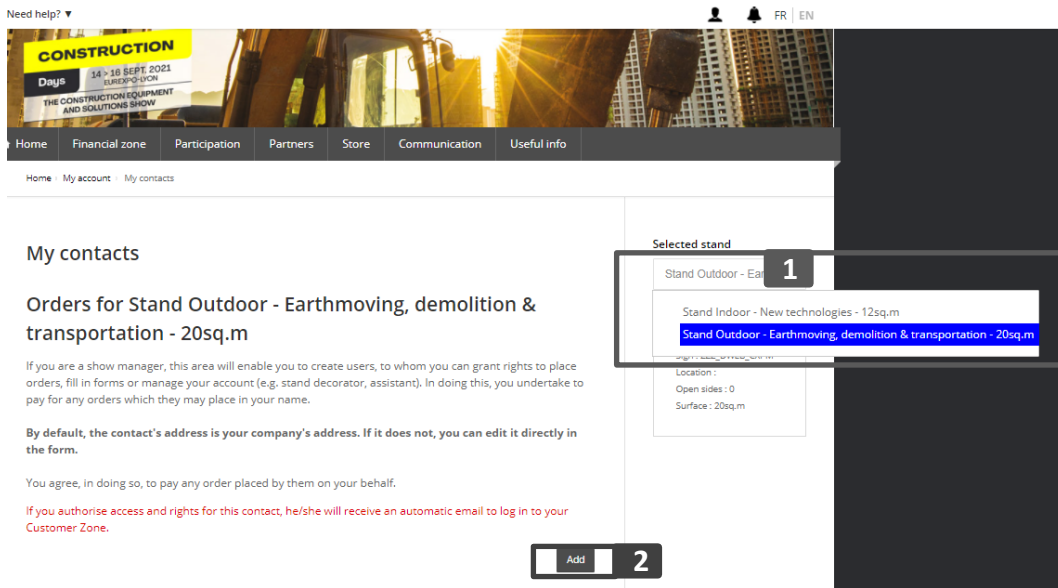 Need help? ▼
FR | EN
CONSTRUCTION
Days
14 > 16 SEPT. 2021
EUREXPO-LYON
THE CONSTRUCTION EQUIPMENT
AND SOLUTIONS SHOW
Home Financial zone Participation Partners Store Communication Useful info
Home My account My contacts
My contacts
Orders for Stand Outdoor - Earthmoving, demolition &
transportation - 20sq.m
If you are a show manager, this area will enable you to create users, to whom you can grant rights to place
orders, fill in forms or manage your account (e.g. stand decorator, assistant). In doing this, you undertake to
pay for any orders which they may place in your name.
By default, the contact's address is your company's address. If it does not, you can edit it directly in
the form.
You agree, in doing so, to pay any order placed by them on your behalf.
If you authorise access and rights for this contact, he/she will receive an automatic email to log in to your
Customer Zone.
Add
2
Selected stand
Stand Outdoor - Ear
1
Stand Indoor - New technologies - 12sq.m
Stand Outdoor - Earthmoving, demolition & transportation - 20sq.m
Location :
Open sides : 0
Surface : 20sq.m